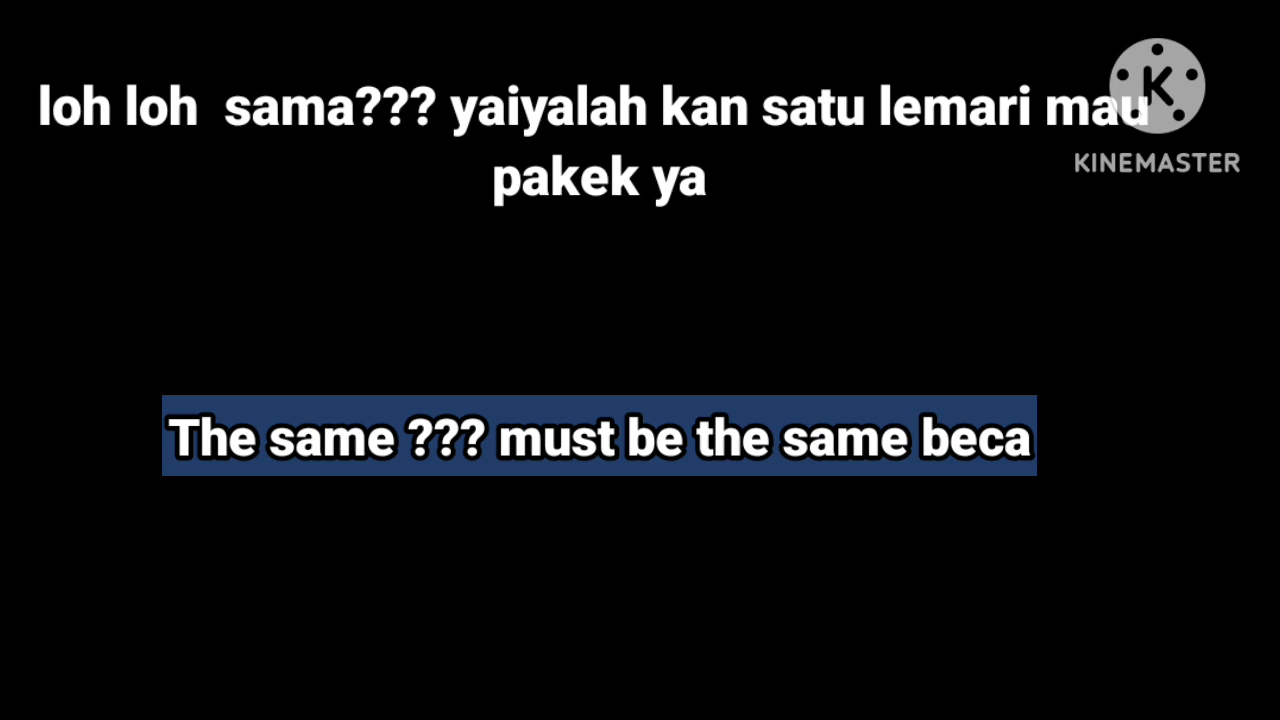 loh loh  sama??? yaiyalah kan satu lemari mau
pakek ya
KINEMASTER
The same ??? must be the same beca